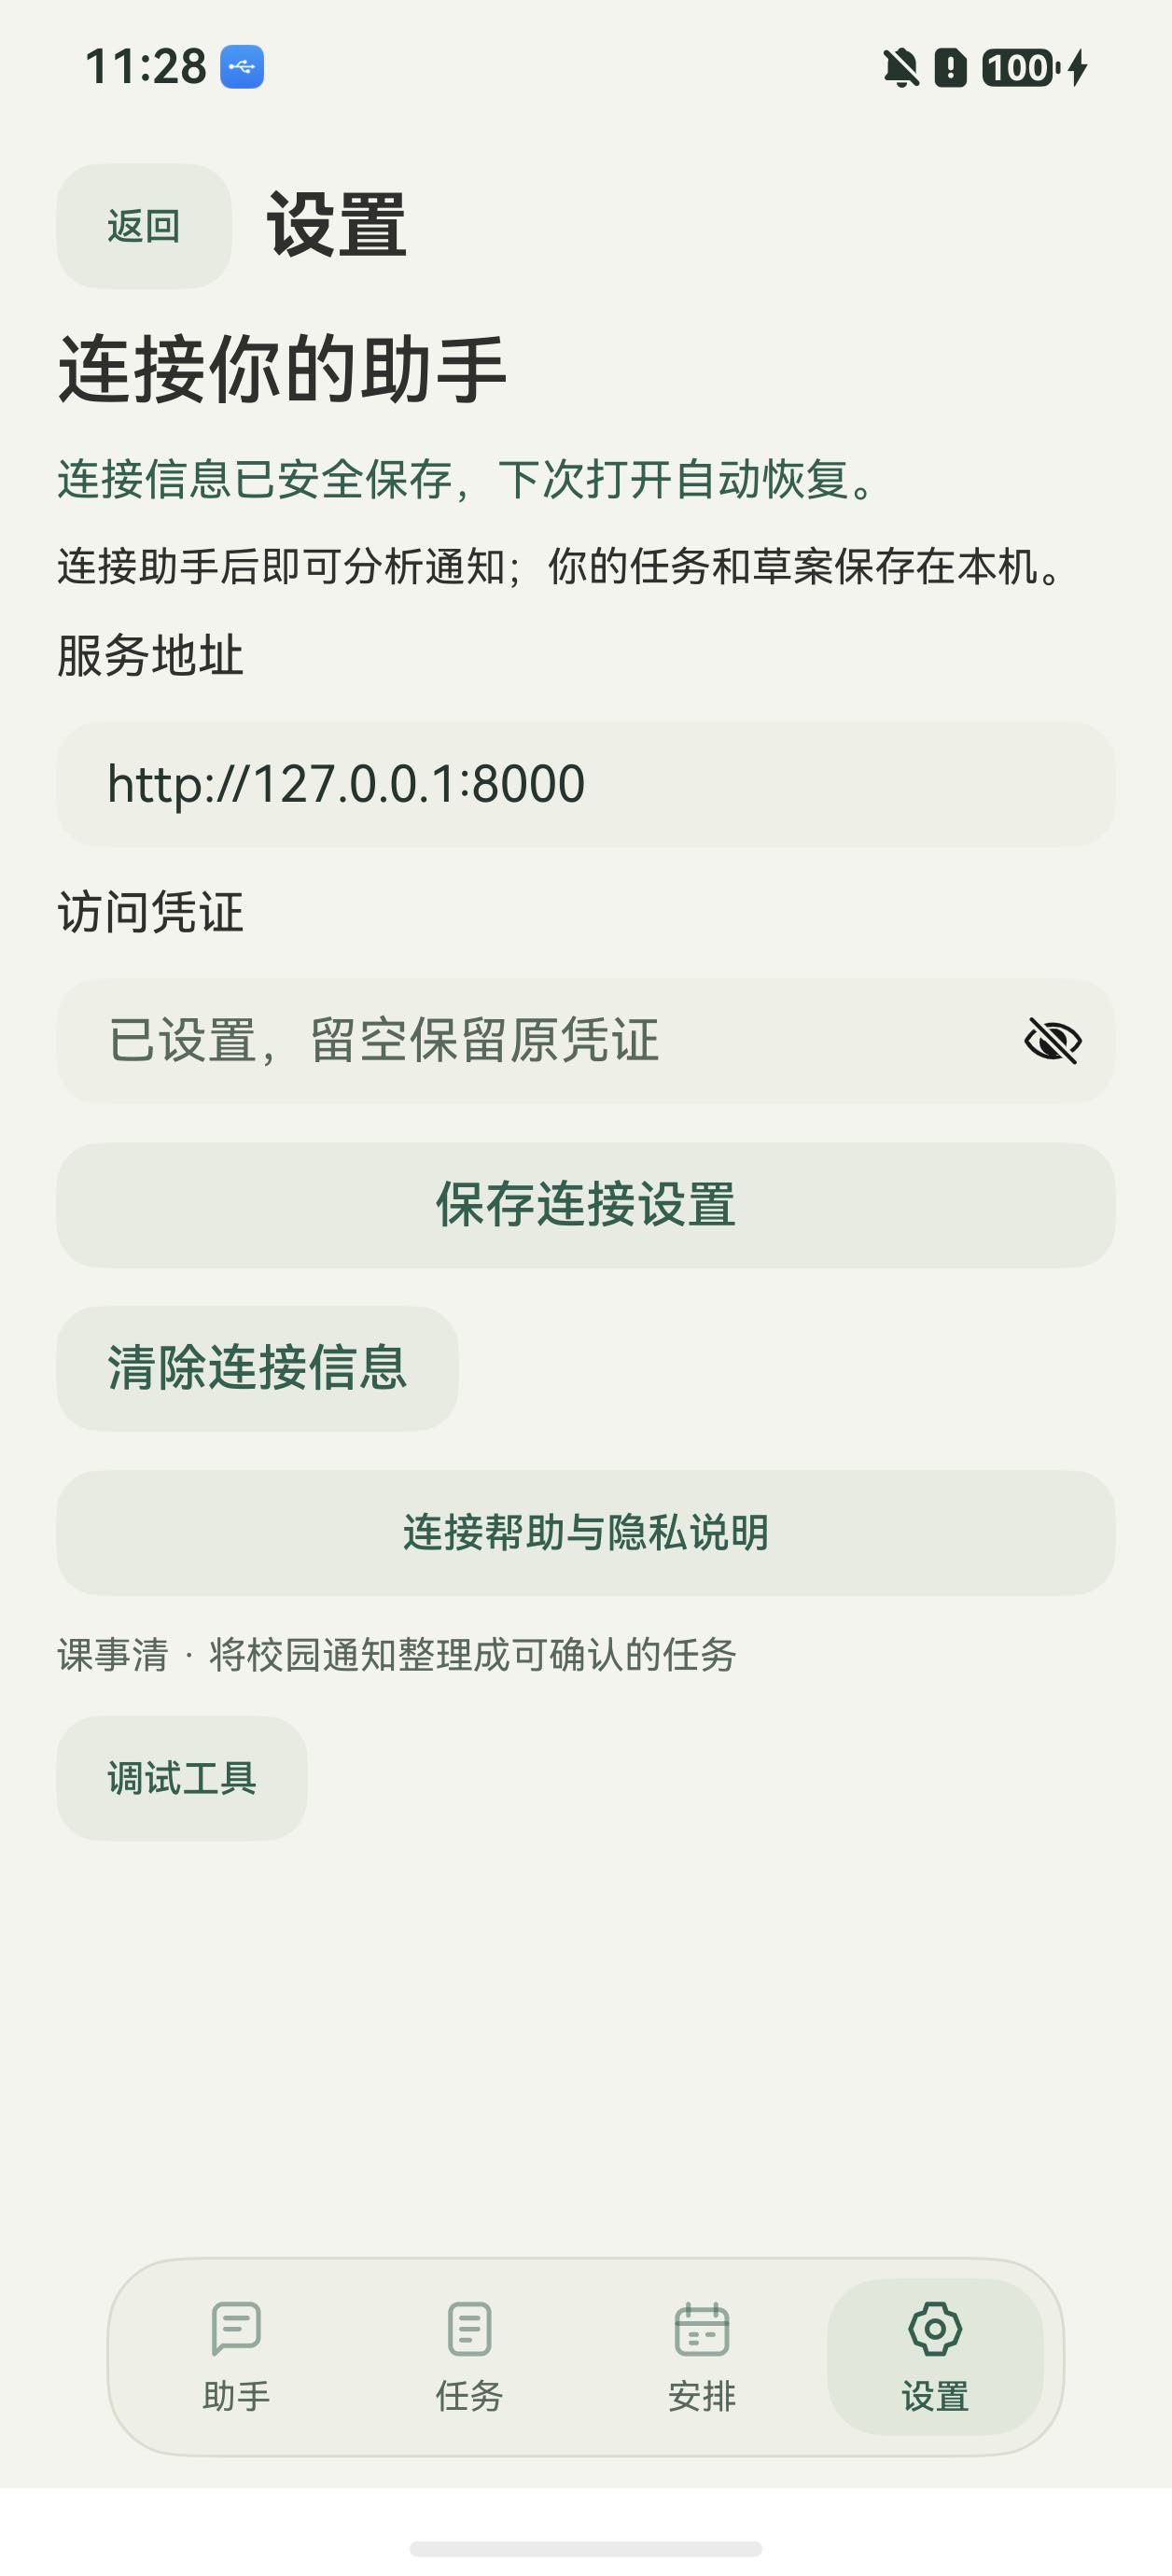 11:28
100
返回
设置
连接你的助手
连接信息已安全保存，下次打开自动恢复。
连接助手后即可分析通知；你的任务和草案保存在本机。
服务地址
http://127.0.0.1:8000
访问凭证
已设置，留空保留原凭证
保存连接设置
清除连接信息
连接帮助与隐私说明
课事清 · 将校园通知整理成可确认的任务
调试工具
助手
任务
安排
设置